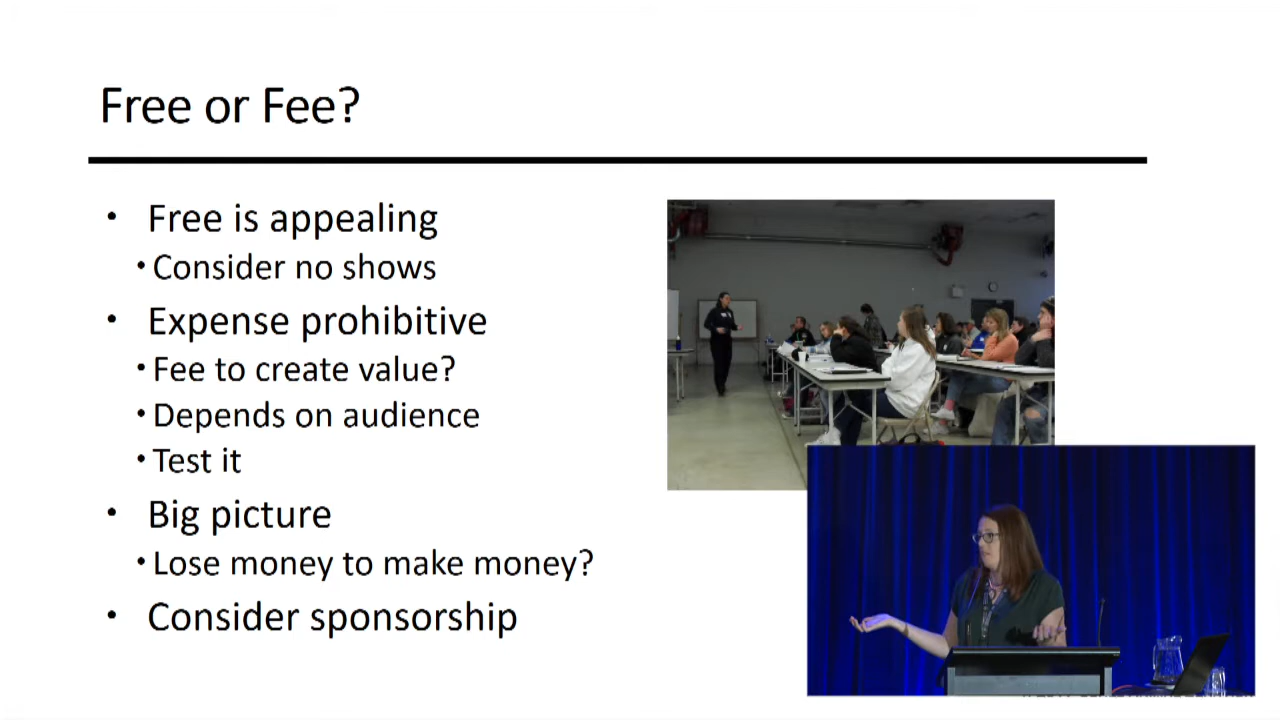 Free or Fee?
• Free is appealing
• Consider no shows
• Expense prohibitive
• Fee to create value?
• Depends on audience
• Test it
• Big picture
• Lose money to make money?
• Consider sponsorship